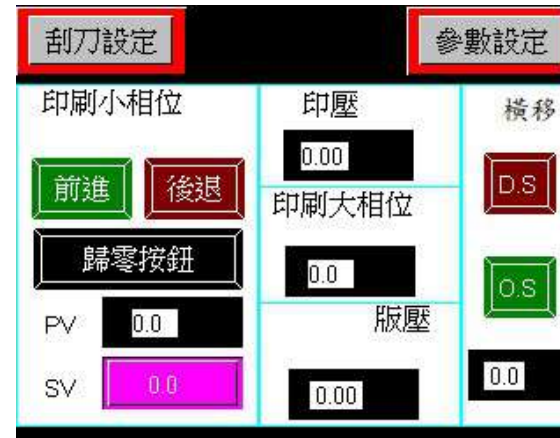 刮刀設定
參數設定
印刷小相位
前進
後退
歸零按鈕
PV
0.0
SV
0.0
印壓
0.00
印刷大相位
0.0
版壓
0.00
橫移
D.S
O.S
0.0